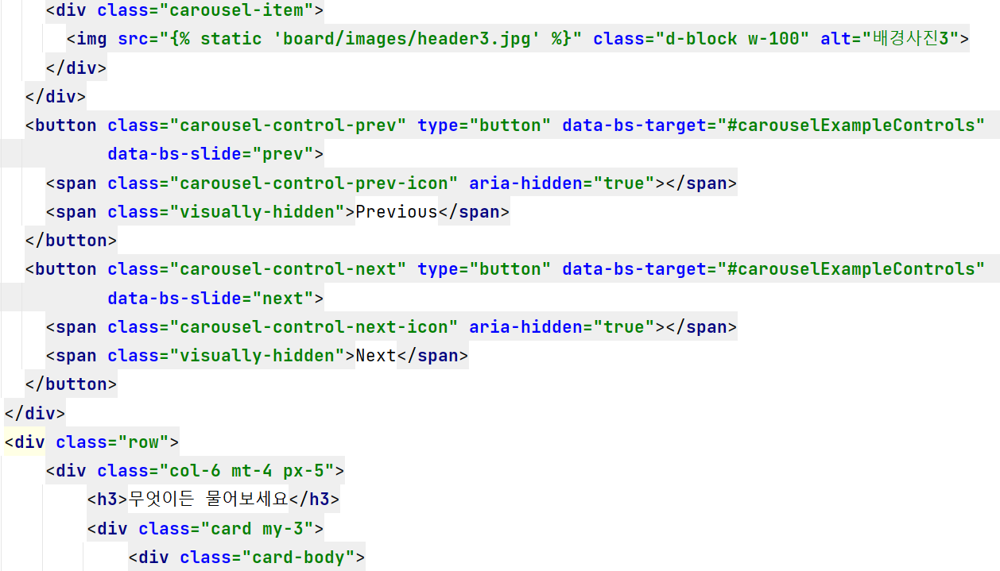 <div class="carousel-item">
<img src="{% static 'board/images/header3.jpg' %}" class="d-block w-100" alt="배경사진3">
</div>
</div>
<button class="carousel-control-prev" type="button" data-bs-target="#carouselExampleControls"
data-bs-slide="prev">
<span class="carousel-control-prev-icon" aria-hidden="true"></span>
<span class="visually-hidden">Previous</span>
</button>
<button class="carousel-control-next" type="button" data-bs-target="#carouselExampleControls"
data-bs-slide="next">
<span class="carousel-control-next-icon" aria-hidden="true"></span>
<span class="visually-hidden">Next</span>
</button>
</div>
<div class="row">
<div class="col-6 mt-4 px-5">
<h3>무엇이든 물어보세요</h3>
<div class="card my-3">
<div class="card-body">